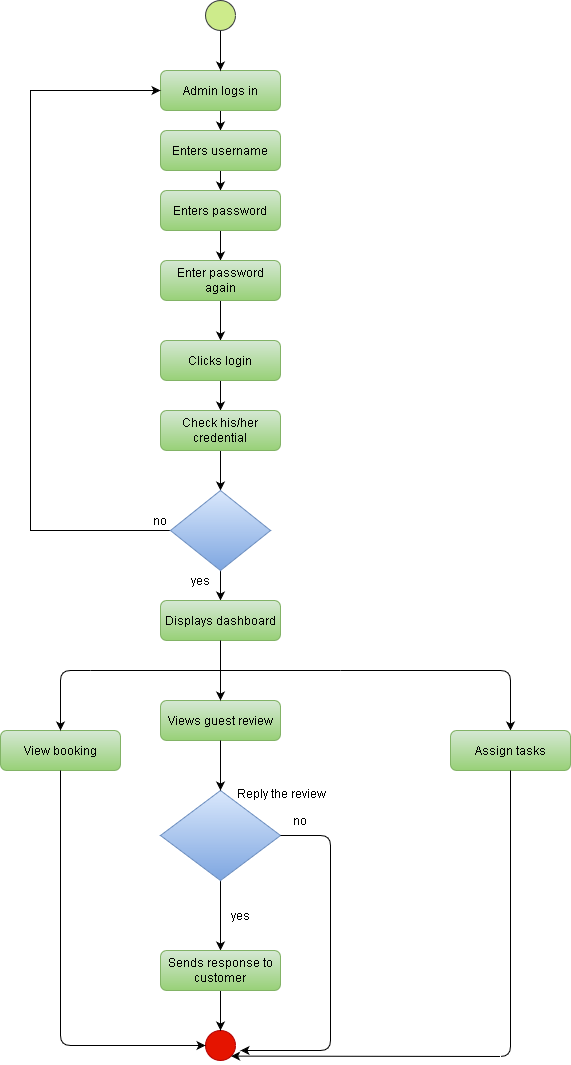 Admin logs in
Enters username
Enters password
Enter password
again
Clicks login
Check his/her
credential
no
yes
Displays dashboard
Views guest review
View booking
Assign tasks
Reply the review
no
yes
Sends response to
customer